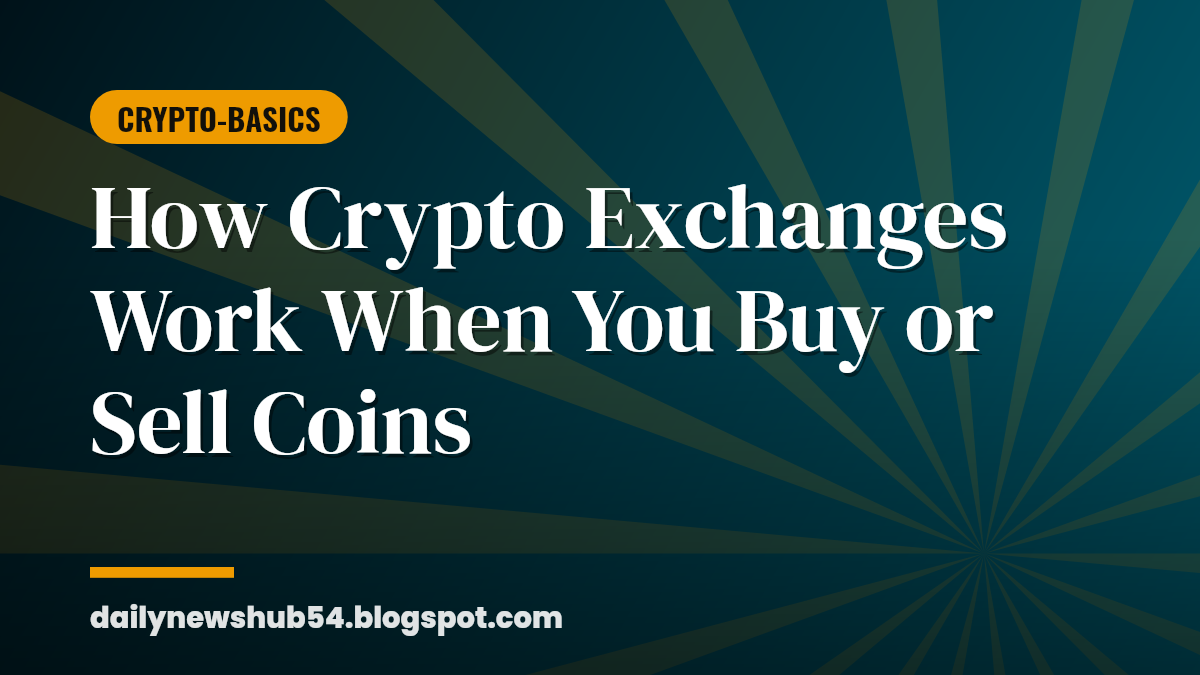 CRYPTO-BASICS
How Crypto Exchanges
Work When You Buy or
Sell Coins
dailynewshub54.blogspot.com